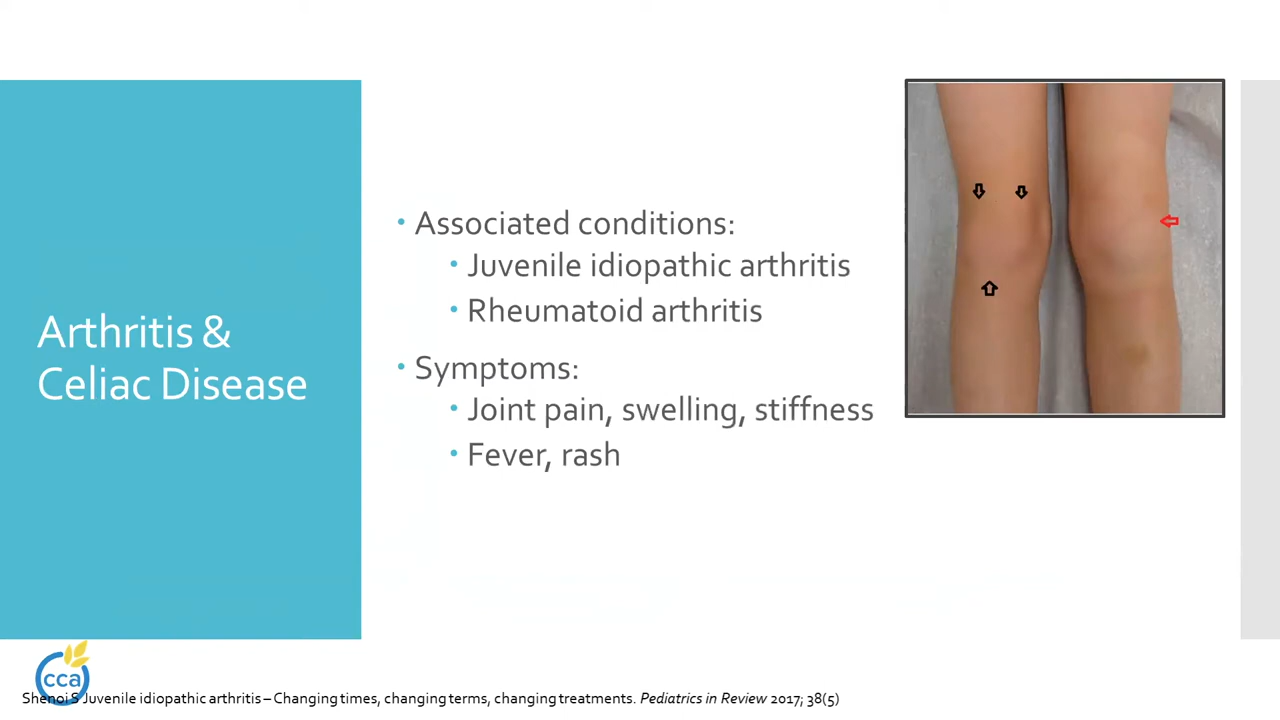 Arthritis &
Celiac Disease
• Associated conditions:
• Juvenile idiopathic arthritis
• Rheumatoid arthritis
• Symptoms:
• Joint pain, swelling, stiffness
• Fever, rash
cca
Shenoi S Juvenile idiopathic arthritis – Changing times, changing terms, changing treatments. Pediatrics in Review 2017; 38(5)